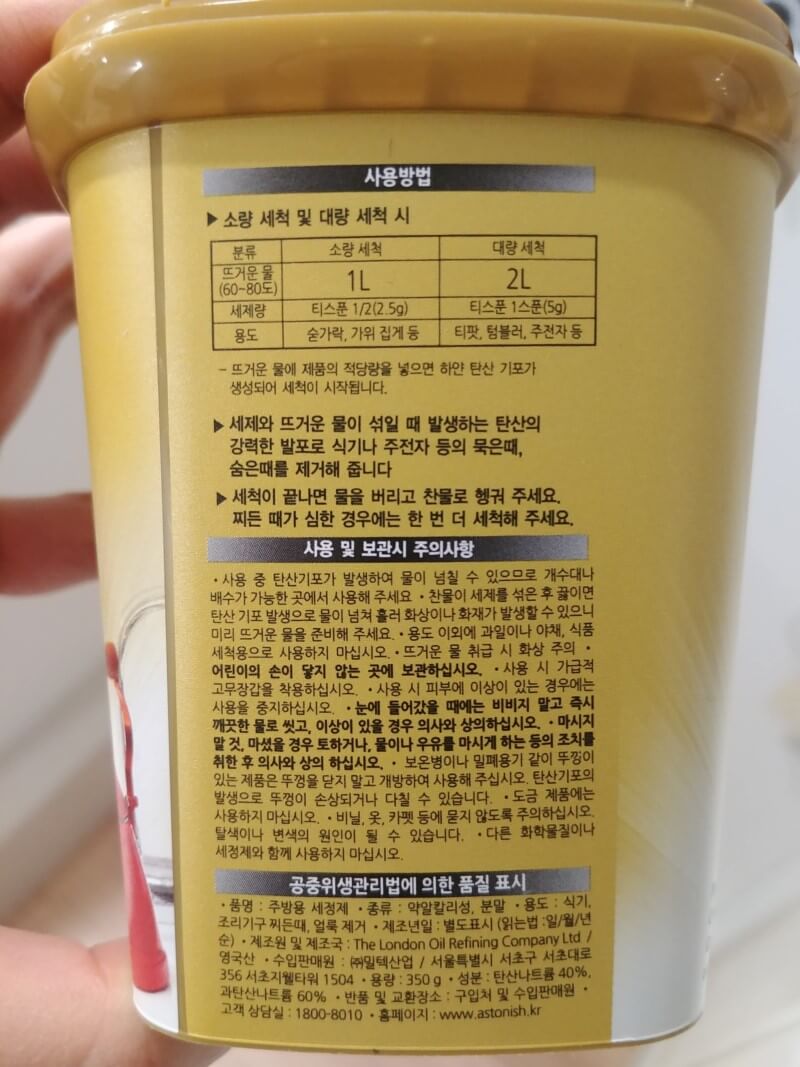 사용방법
▶ 소량 세척 및 대량 세척 시
분류 소량 세척 대량 세척
뜨거운 물 (60~80도) 1L 2L
세제량 티스푼 1/2(2.5g) 티스푼 1스푼(5g)
용도 숟가락, 가위 집게 등 티팟, 텀블러, 주전자 등
- 뜨거운 물에 제품의 적당량을 넣으면 하얀 탄산 기포가
생성되어 세척이 시작됩니다.
▶ 세제와 뜨거운 물이 섞일 때 발생하는 탄산의
강력한 발포로 식기나 주전자 등의 묵은때,
숨은때를 제거해 줍니다
▶ 세척이 끝나면 물을 버리고 찬물로 헹궈 주세요.
찌든 때가 심한 경우에는 한 번 더 세척해 주세요.
사용 및 보관시 주의사항
• 사용 중 탄산기포가 발생하여 물이 넘칠 수 있으므로 개수대나
배수가 가능한 곳에서 사용해 주세요 • 찬물이 세제를 섞은 후 끓이면
탄산 기포 발생으로 물이 넘쳐 흘러 화상이나 화재가 발생할 수 있으니
미리 뜨거운 물을 준비해 주세요. • 용도 이외에 과일이나 야채, 식품
세척용으로 사용하지 마십시오. • 뜨거운 물 취급 시 화상 주의 •
어린이의 손이 닿지 않는 곳에 보관하십시오. • 사용 시 가급적
고무장갑을 착용하십시오. • 사용 시 피부에 이상이 있는 경우에는
사용을 중지하십시오. • 눈에 들어갔을 때에는 비비지 말고 즉시
깨끗한 물로 씻고, 이상이 있을 경우 의사와 상의하십시오. • 마시지
말 것, 마셨을 경우 토하거나, 물이나 우유를 마시게 하는 등의 조치를
취한 후 의사와 상의 하십시오. • 보온병이나 밀폐용기 같이 뚜껑이
있는 제품은 뚜껑을 닫지 말고 개방하여 사용해 주십시오. 탄산기포의
발생으로 뚜껑이 손상되거나 다칠 수 있습니다. • 도금 제품에는
사용하지 마십시오. • 비닐, 옷, 카펫 등에 묻지 않도록 주의하십시오.
탈색이나 변색의 원인이 될 수 있습니다. • 다른 화학물질이나
세정제와 함께 사용하지 마십시오.
공중위생관리법에 의한 품질 표시
• 품명 : 주방용 세정제 • 종류 : 약알칼리성, 분말 • 용도 : 식기,
조리기구 찌든때, 얼룩 제거 • 제조년일 : 별도표시 (읽는법 :일/월/년
순) • 제조원 및 제조국 : The London Oil Refining Company Ltd /
영국산 • 수입판매원 : ㈜밀텍산업 / 서울특별시 서초구 서초대로
356 서초지웰타워 1504 • 용량 : 350 g • 성분 : 탄산나트륨 40%,
과탄산나트륨 60% • 반품 및 교환장소 : 구입처 및 수입판매원 •
고객 상담실 : 1800-8010 • 홈페이지 : www.astonish.kr